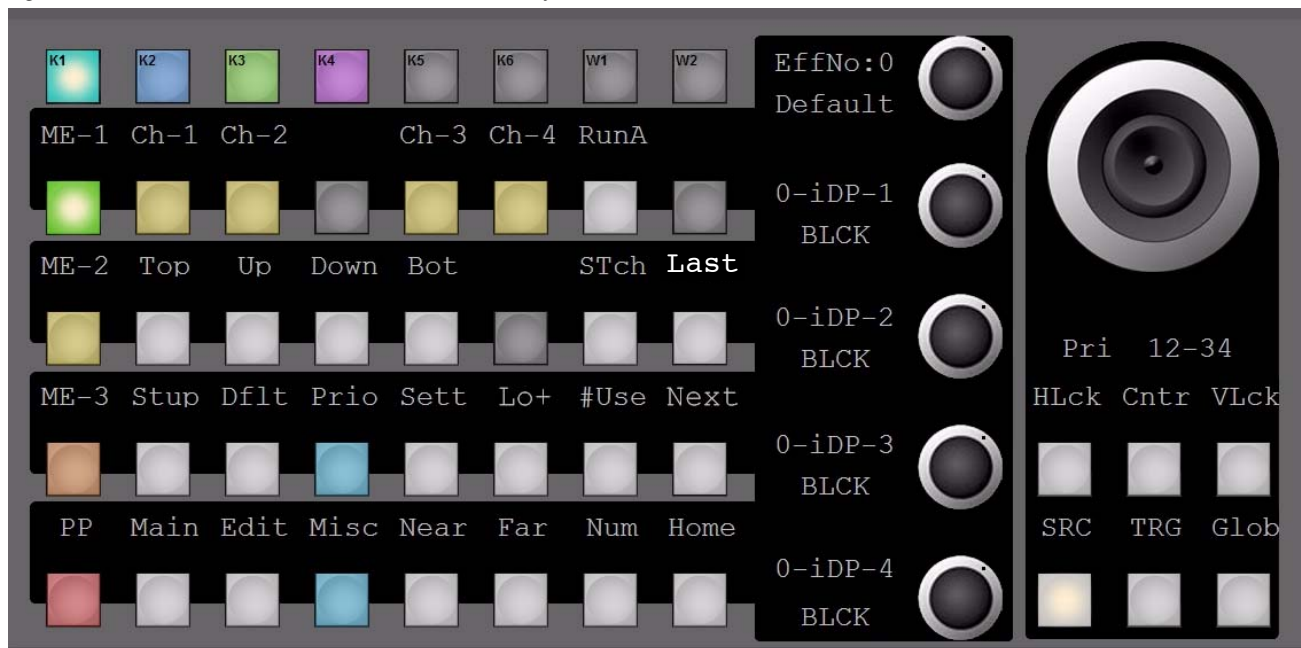 K1 K2 K3 K4 K5 K6 W1 W2
ME-1 Ch-1 Ch-2 Ch-3 Ch-4 RunA
ME-2 Top Up Down Bot STch Last
ME-3 Stup Dflt Prio Sett Lo+ #Use Next
PP Main Edit Misc Near Far Num Home
EffNo:0
Default
0-iDP-1
BLCK
0-iDP-2
BLCK
0-iDP-3
BLCK
0-iDP-4
BLCK
Pri 12-34
HLck Cntr VLck
SRC TRG Glob